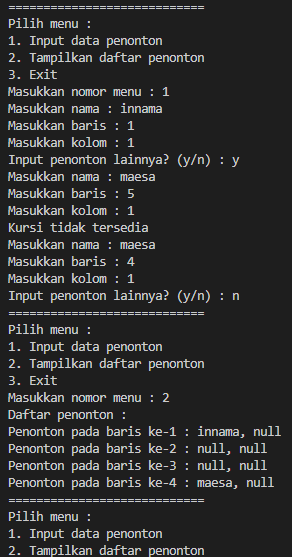 ============================
Pilih menu :
1. Input data penonton
2. Tampilkan daftar penonton
3. Exit
Masukkan nomor menu : 1
Masukkan nama : innama
Masukkan baris : 1
Masukkan kolom : 1
Input penonton lainnya? (y/n) : y
Masukkan nama : maesa
Masukkan baris : 5
Masukkan kolom : 1
Kursi tidak tersedia
Masukkan nama : maesa
Masukkan baris : 4
Masukkan kolom : 1
Input penonton lainnya? (y/n) : n
============================
Pilih menu :
1. Input data penonton
2. Tampilkan daftar penonton
3. Exit
Masukkan nomor menu : 2
Daftar penonton :
Penonton pada baris ke-1 : innama, null
Penonton pada baris ke-2 : null, null
Penonton pada baris ke-3 : null, null
Penonton pada baris ke-4 : maesa, null
============================
Pilih menu :
1. Input data penonton
2. Tampilkan daftar penonton